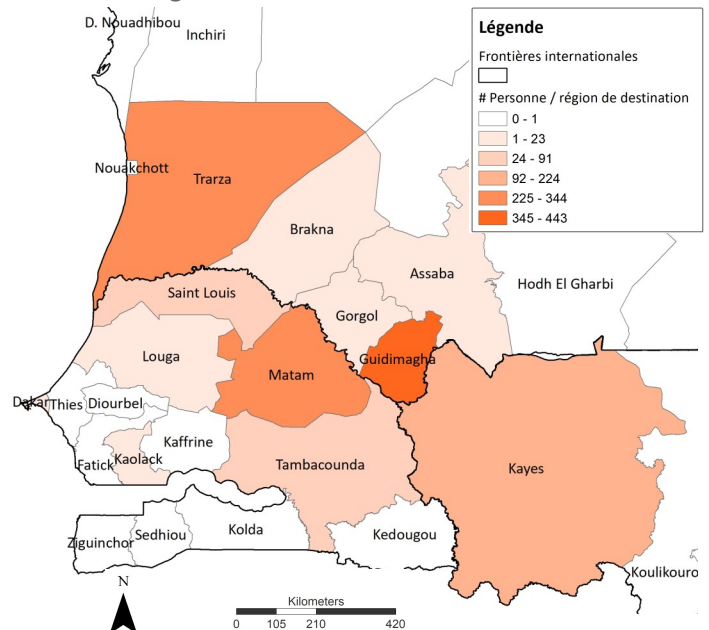 D. Nouadhibou
Inchiri
Légende
Frontières internationales
# Personne / région de destination
0 - 1
1 - 23
24 - 91
92 - 224
225 - 344
345 - 443
Nouakchott
Trarza
Brakna
Assaba
Hodh El Gharbi
Saint Louis
Gorgol
Guidimagha
Louga
Matam
Dakar
Thies
Diourbel
Kaffrine
Fatick
Kaolack
Tambacounda
Kayes
Ziguinchor
Sedhiou
Kolda
Kedougou
Koulikouro
N
Kilometers
0 105 210 420